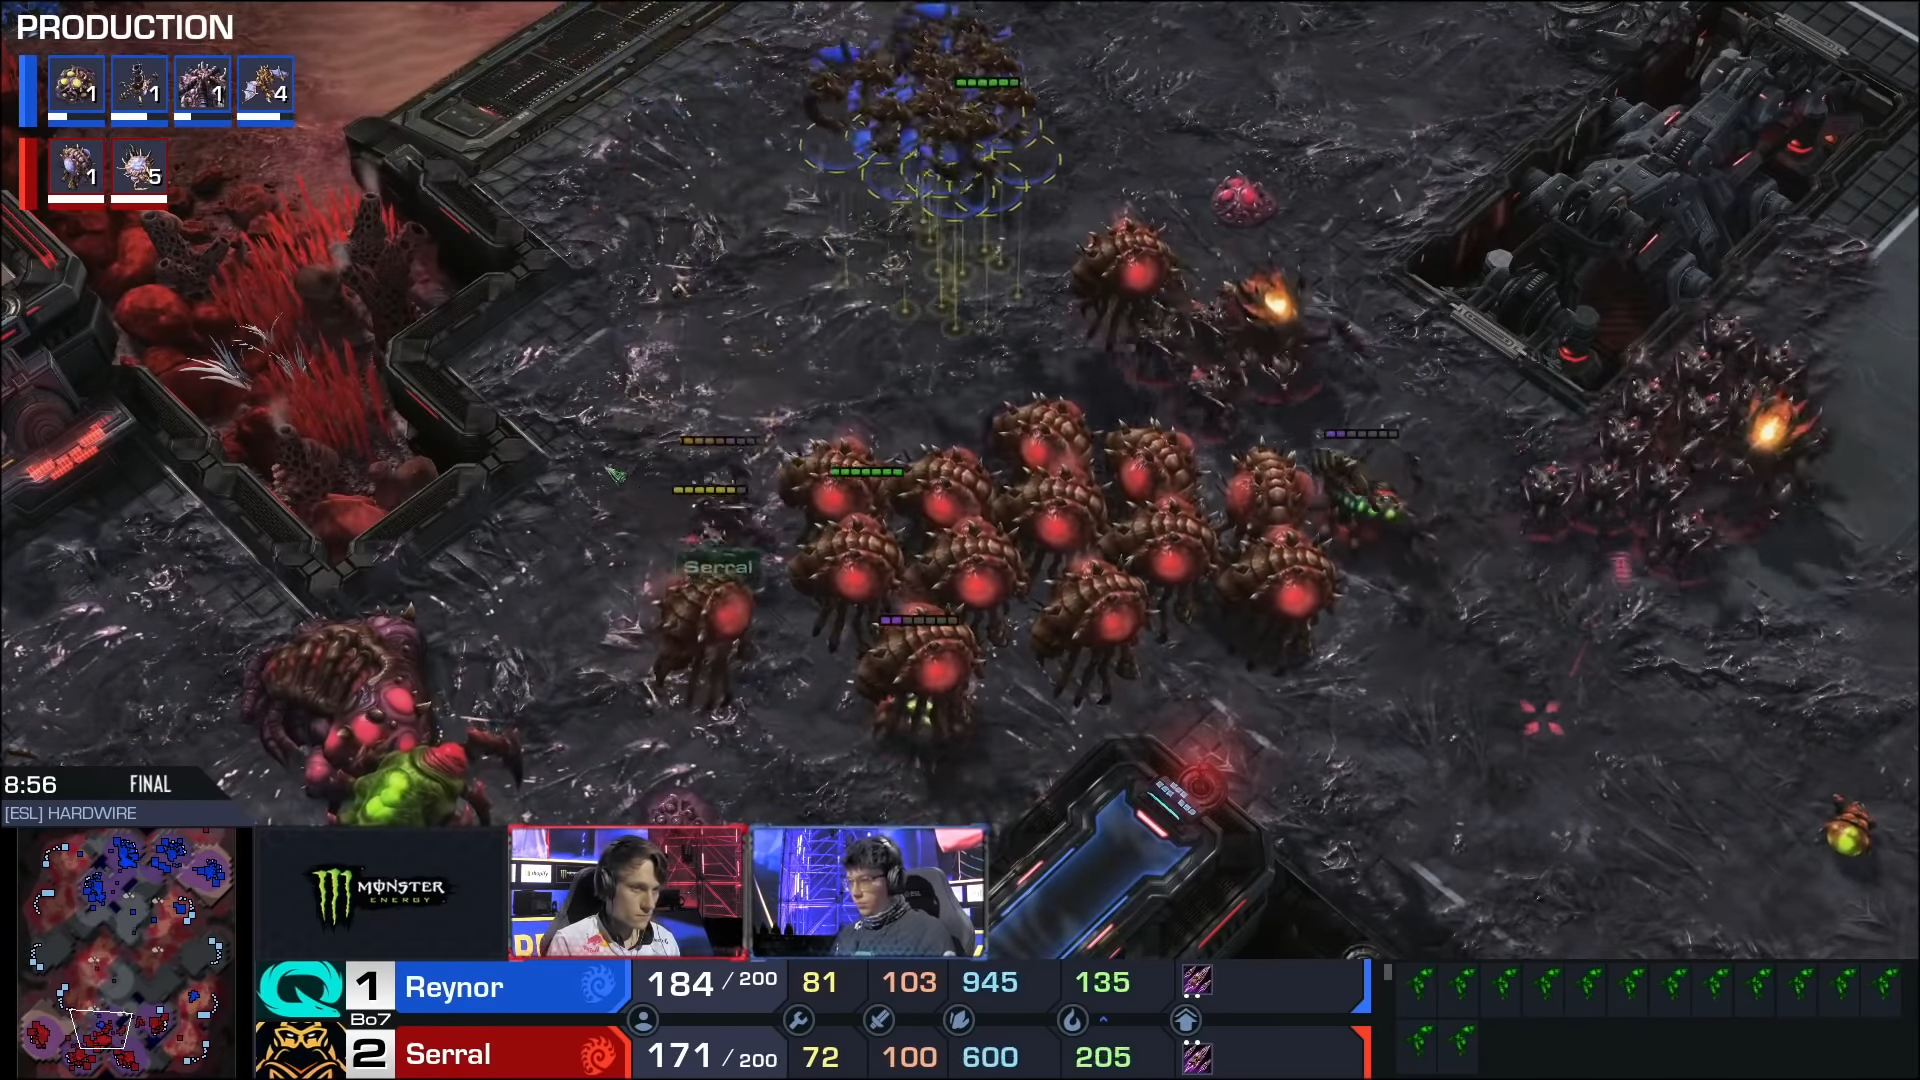 PRODUCTION
1 1 1 4
1 5
Serral
8:56 FINAL
[ESL] HARDWIRE
MONSTER
ENERGY
1 Reynor 184 / 200 81 103 945 135
Bo7
2 Serral 171 / 200 72 100 600 205